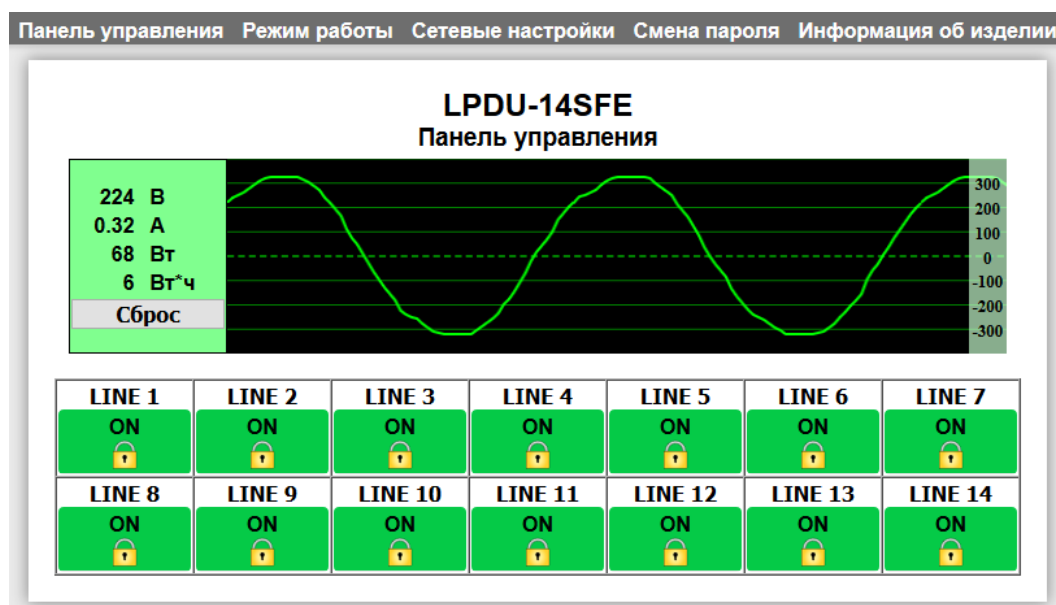 Панель управления Режим работы Сетевые настройки Смена пароля Информация об изделии
LPDU-14SFE
Панель управления
224 В
0.32 А
68 Вт
6 Вт*ч
Сброс
300
200
100
0
-100
-200
-300
LINE 1 LINE 2 LINE 3 LINE 4 LINE 5 LINE 6 LINE 7
ON ON ON ON ON ON ON
LINE 8 LINE 9 LINE 10 LINE 11 LINE 12 LINE 13 LINE 14
ON ON ON ON ON ON ON